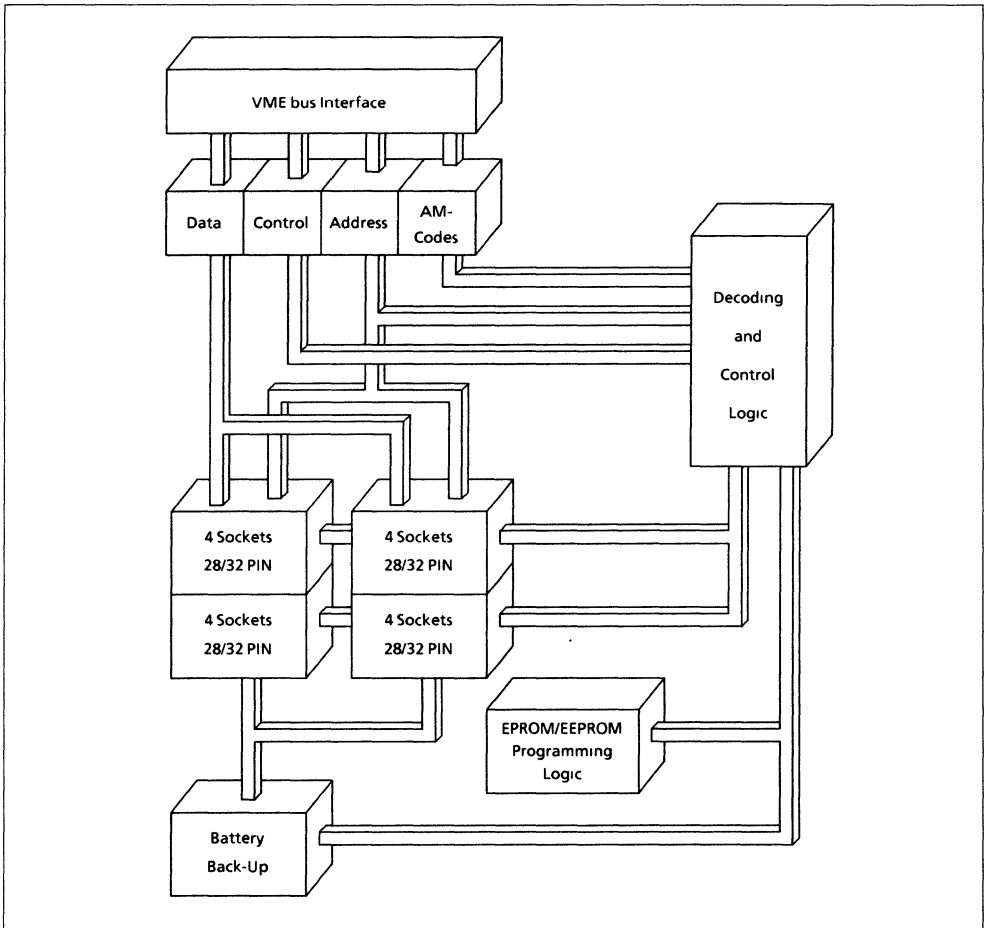 VME bus Interface
Data
Control
Address
AM-
Codes
Decoding
and
Control
Logic
4 Sockets
28/32 PIN
4 Sockets
28/32 PIN
4 Sockets
28/32 PIN
4 Sockets
28/32 PIN
EPROM/EEPROM
Programming
Logic
Battery
Back-Up